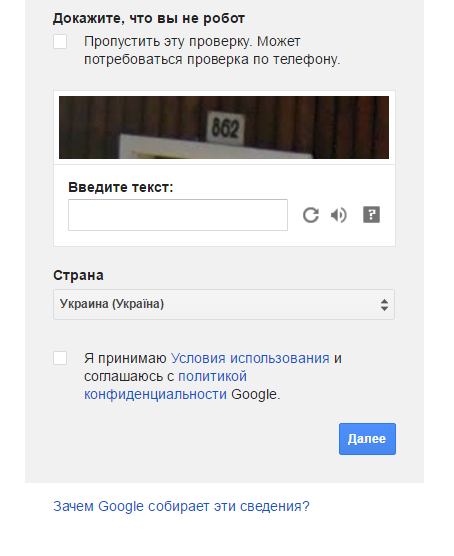 Докажите, что вы не робот
Пропустить эту проверку. Может
потребоваться проверка по телефону.
862
Введите текст:
?
Страна
Украина (Україна)
Я принимаю Условия использования и
соглашаюсь с политикой
конфиденциальности Google.
Далее
Зачем Google собирает эти сведения?